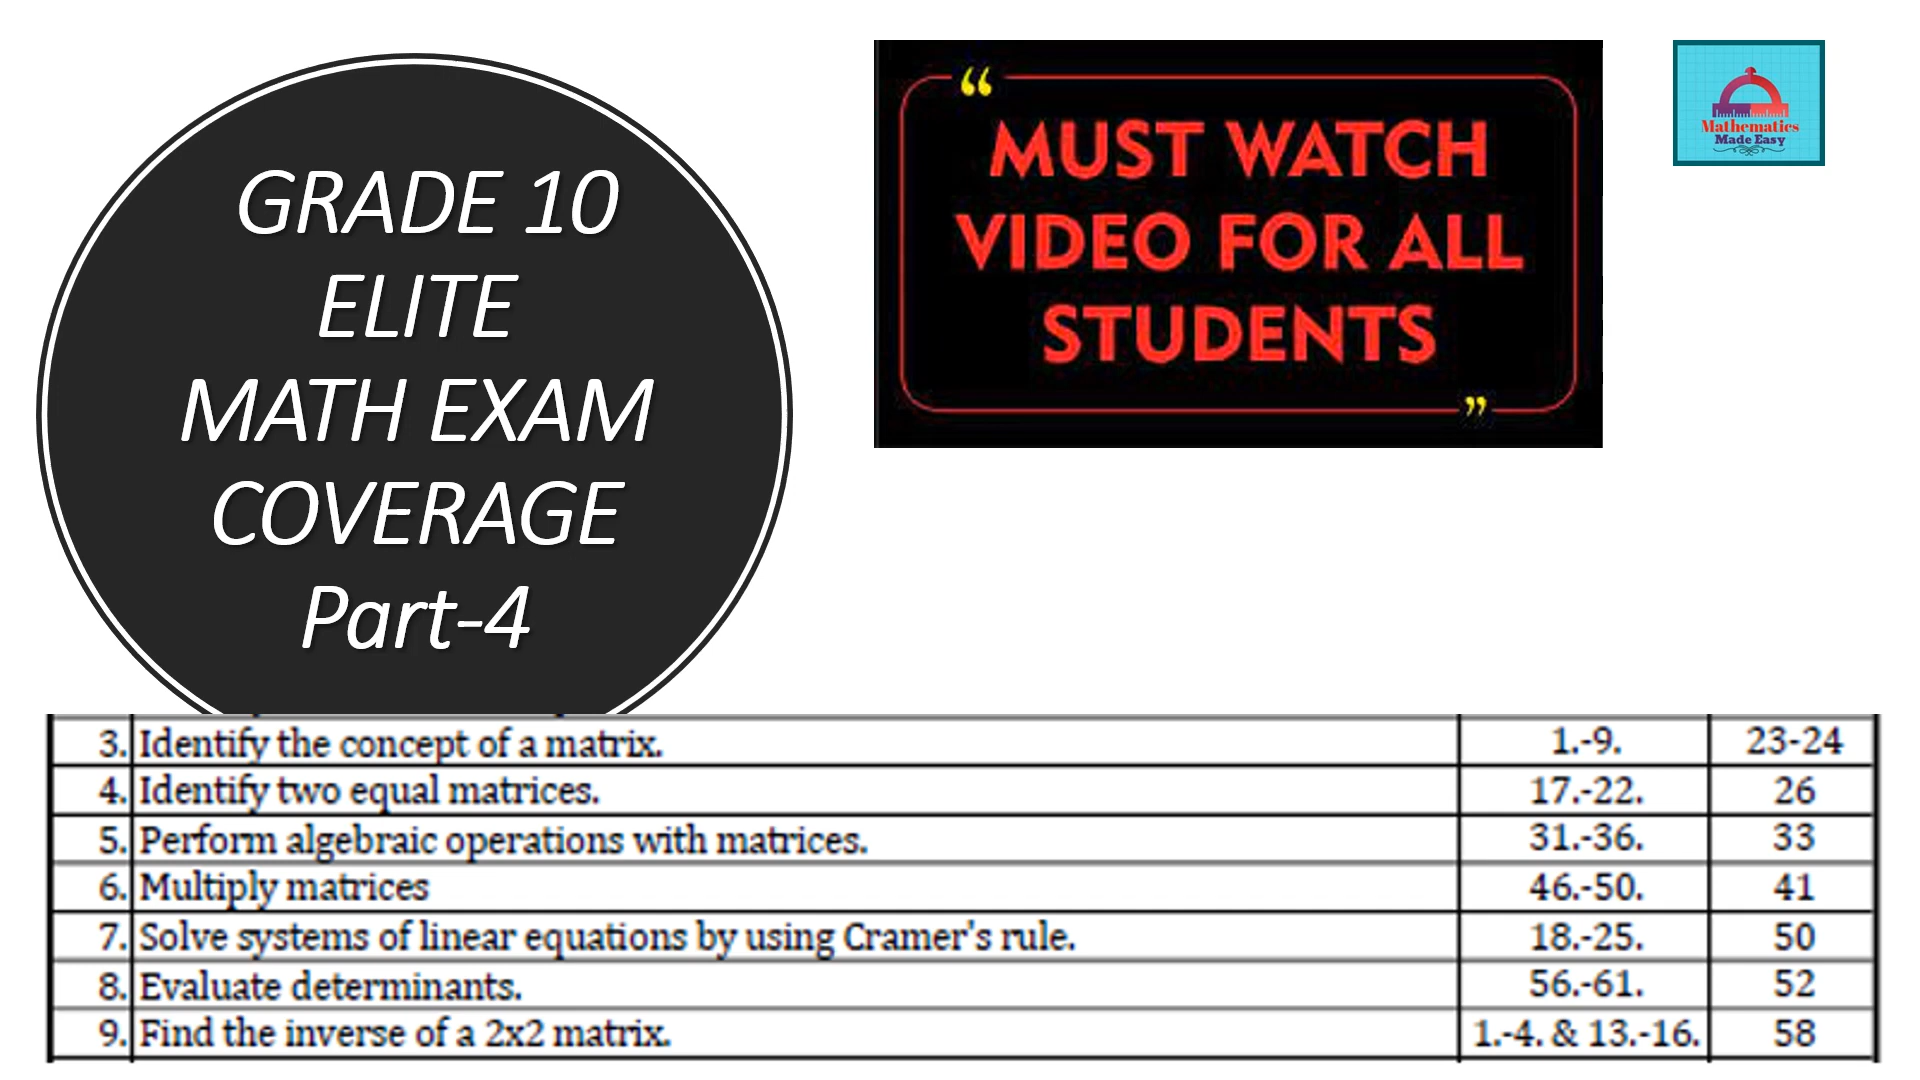 GRADE 10
ELITE
MATH EXAM
COVERAGE
Part-4
“
MUST WATCH
VIDEO FOR ALL
STUDENTS
”
Mathematics
Made Easy
3. Identify the concept of a matrix. 1.-9. 23-24
4. Identify two equal matrices. 17.-22. 26
5. Perform algebraic operations with matrices. 31.-36. 33
6. Multiply matrices 46.-50. 41
7. Solve systems of linear equations by using Cramer's rule. 18.-25. 50
8. Evaluate determinants. 56.-61. 52
9. Find the inverse of a 2x2 matrix. 1.-4. & 13.-16. 58